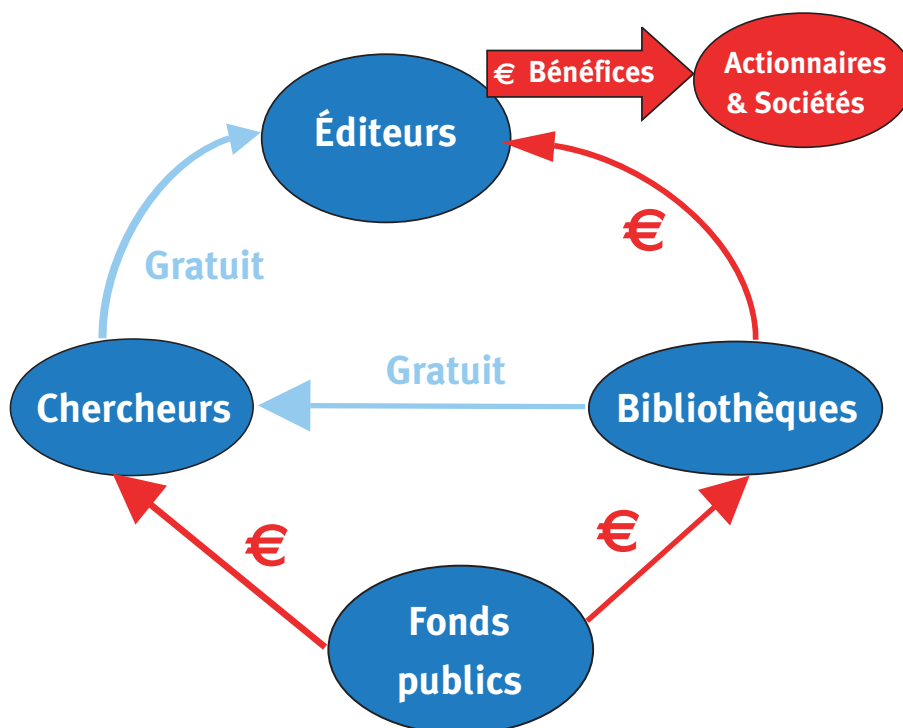 € Bénéfices
Actionnaires
& Sociétés
Éditeurs
€
Gratuit
Gratuit
Chercheurs
Bibliothèques
€
€
Fonds
publics